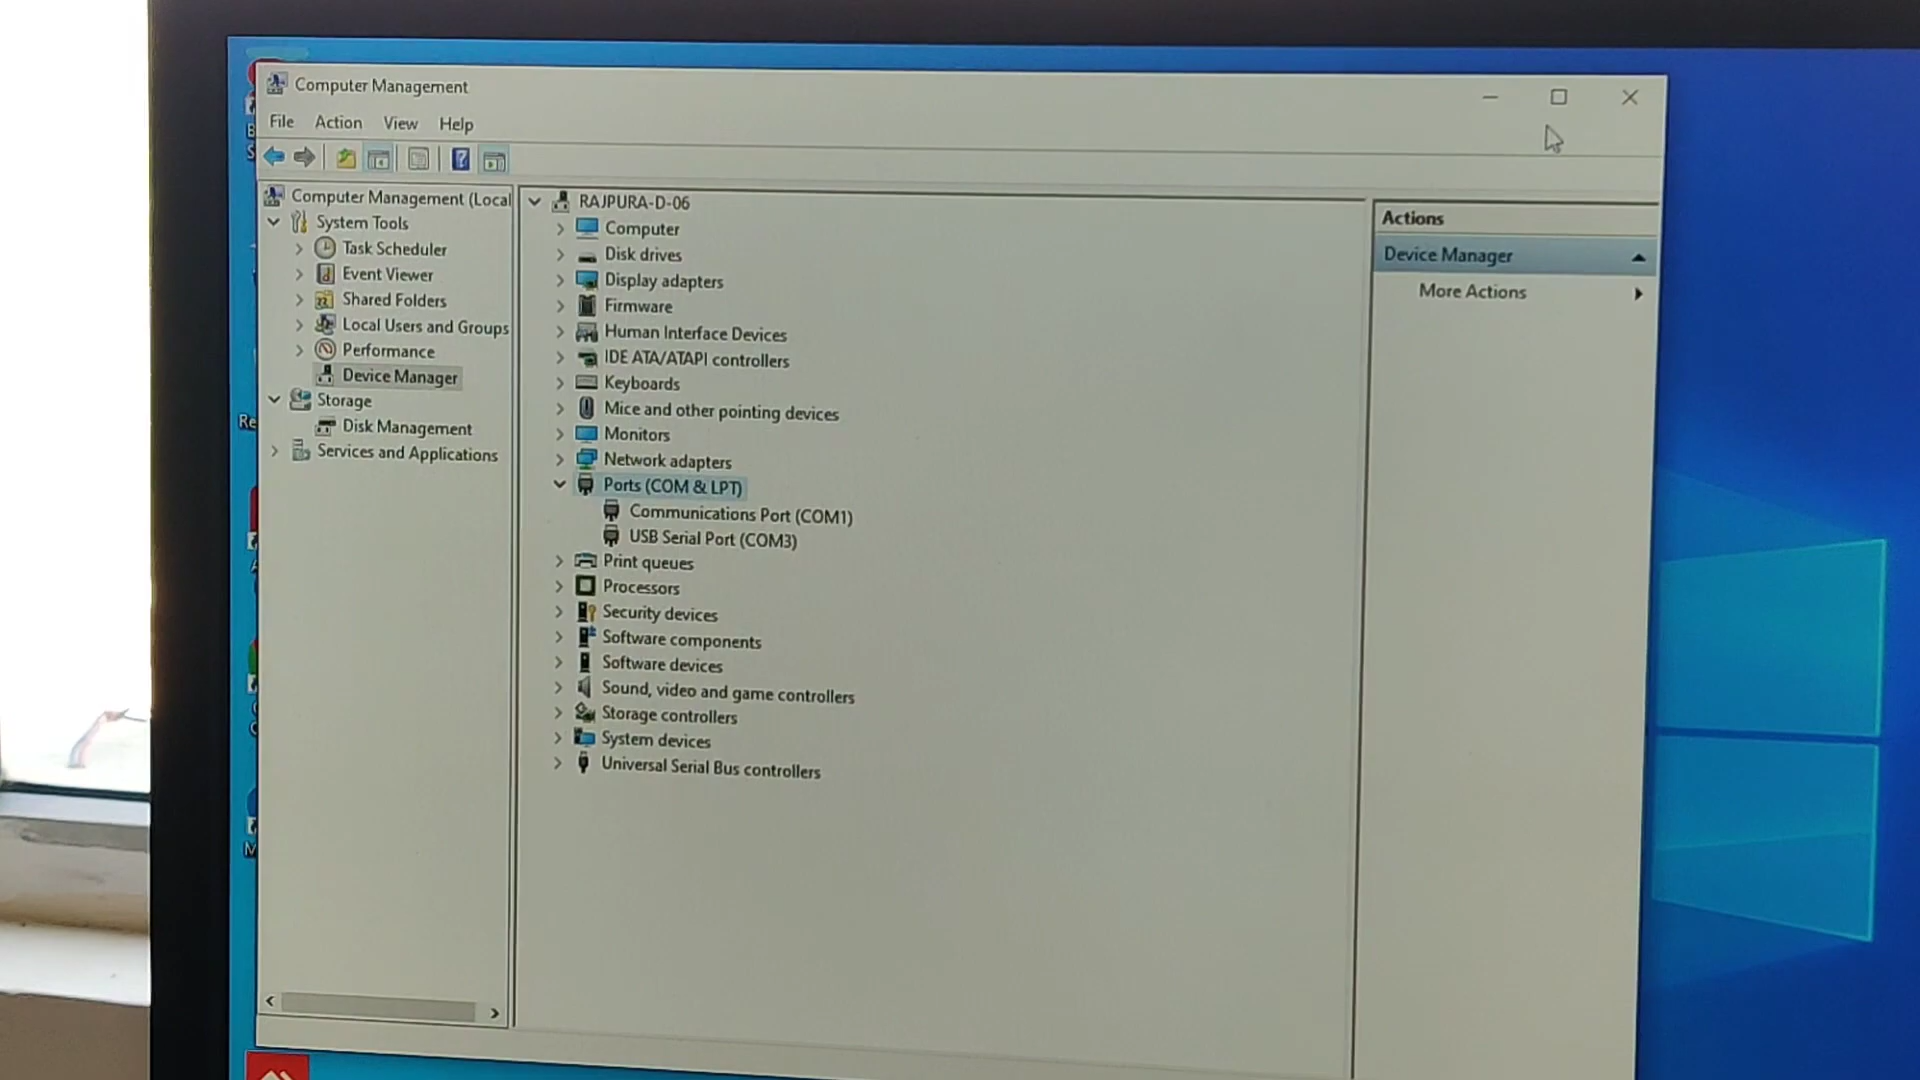 Computer Management
File Action View Help
Computer Management (Local
System Tools
Task Scheduler
Event Viewer
Shared Folders
Local Users and Groups
Performance
Device Manager
Storage
Disk Management
Services and Applications
RAJPURA-D-06
Computer
Disk drives
Display adapters
Firmware
Human Interface Devices
IDE ATA/ATAPI controllers
Keyboards
Mice and other pointing devices
Monitors
Network adapters
Ports (COM & LPT)
Communications Port (COM1)
USB Serial Port (COM3)
Print queues
Processors
Security devices
Software components
Software devices
Sound, video and game controllers
Storage controllers
System devices
Universal Serial Bus controllers
Actions
Device Manager
More Actions
Re